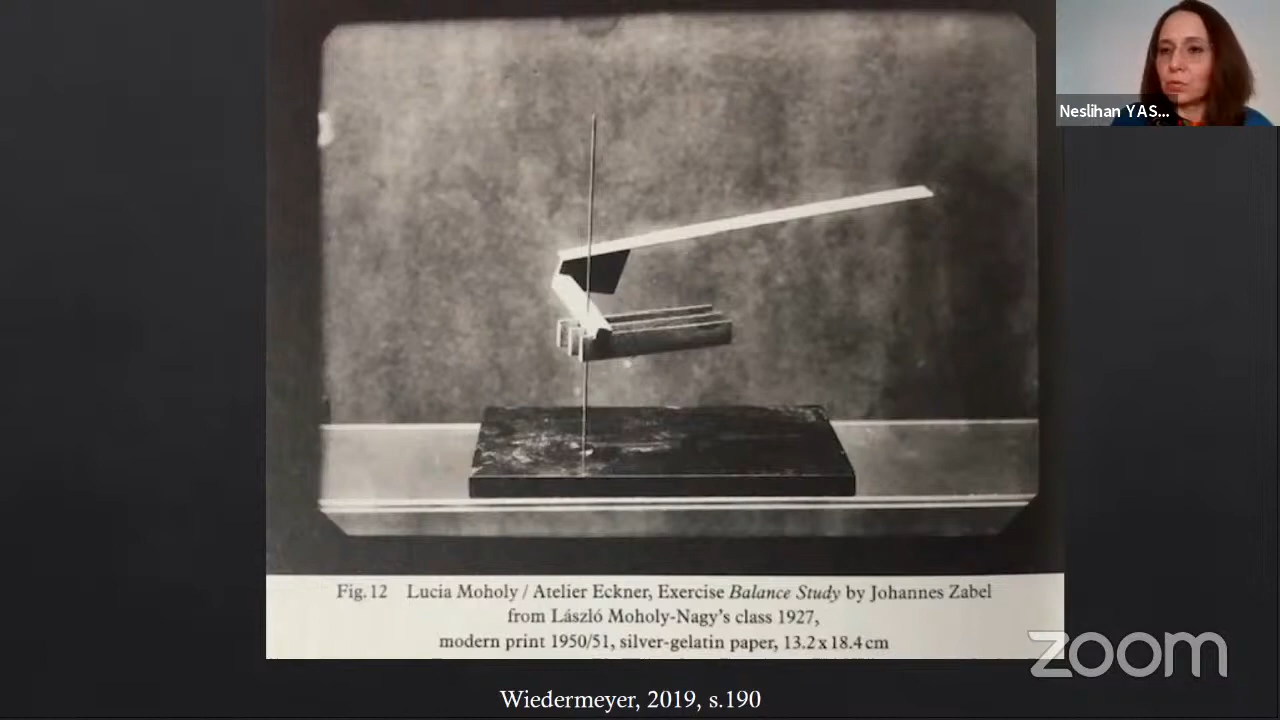 Neslihan YAS...
Fig. 12 Lucia Moholy / Atelier Eckner, Exercise Balance Study by Johannes Zabel
from László Moholy-Nagy's class 1927,
modern print 1950/51, silver-gelatin paper, 13.2 x 18.4 cm
zoom
Wiedermeyer, 2019, s.190